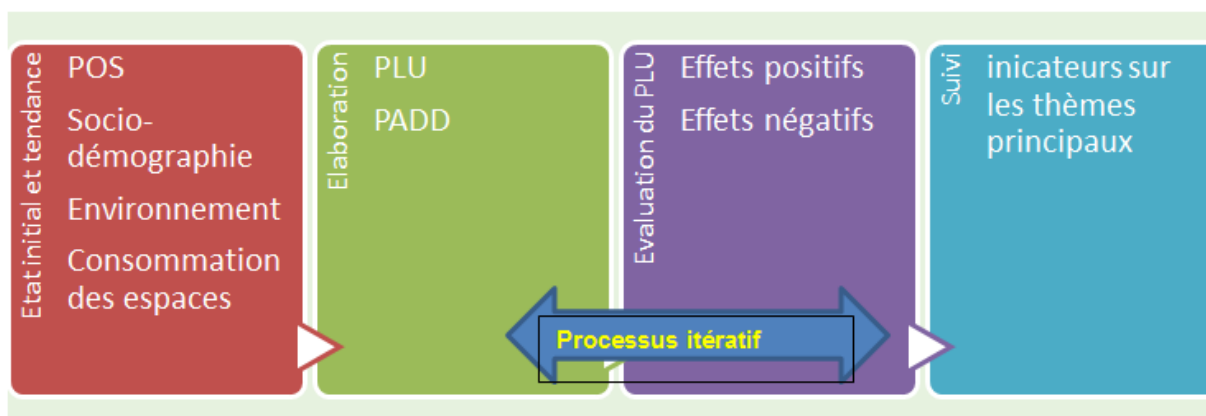 Etat initial et tendance
POS
Socio-
démographie
Environnement
Consommation
des espaces
Elaboration
PLU
PADD
Evaluation du PLU
Effets positifs
Effets négatifs
Suivi
inicateurs sur
les thèmes
principaux
Processus itératif